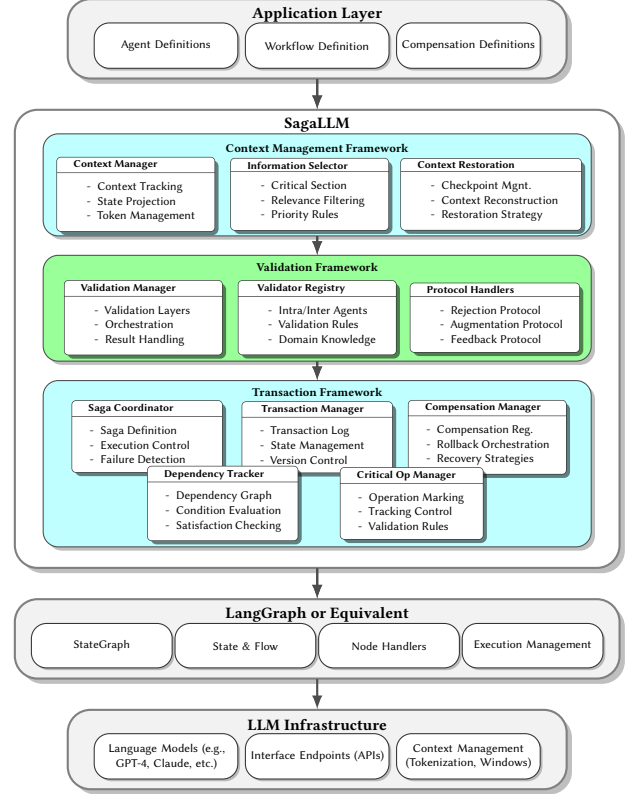 Application Layer
Agent Definitions
Workflow Definition
Compensation Definitions
SagaLLM
Context Management Framework
Context Manager
- Context Tracking
- State Projection
- Token Management
Information Selector
- Critical Section
- Relevance Filtering
- Priority Rules
Context Restoration
- Checkpoint Mgnt.
- Context Reconstruction
- Restoration Strategy
Validation Framework
Validation Manager
- Validation Layers
- Orchestration
- Result Handling
Validator Registry
- Intra/Inter Agents
- Validation Rules
- Domain Knowledge
Protocol Handlers
- Rejection Protocol
- Augmentation Protocol
- Feedback Protocol
Transaction Framework
Saga Coordinator
- Saga Definition
- Execution Control
- Failure Detection
Transaction Manager
- Transaction Log
- State Management
- Version Control
Compensation Manager
- Compensation Reg.
- Rollback Orchestration
- Recovery Strategies
Dependency Tracker
- Dependency Graph
- Condition Evaluation
- Satisfaction Checking
Critical Op Manager
- Operation Marking
- Tracking Control
- Validation Rules
LangGraph or Equivalent
StateGraph
State & Flow
Node Handlers
Execution Management
LLM Infrastructure
Language Models (e.g.,
GPT-4, Claude, etc.)
Interface Endpoints (APIs)
Context Management
(Tokenization, Windows)